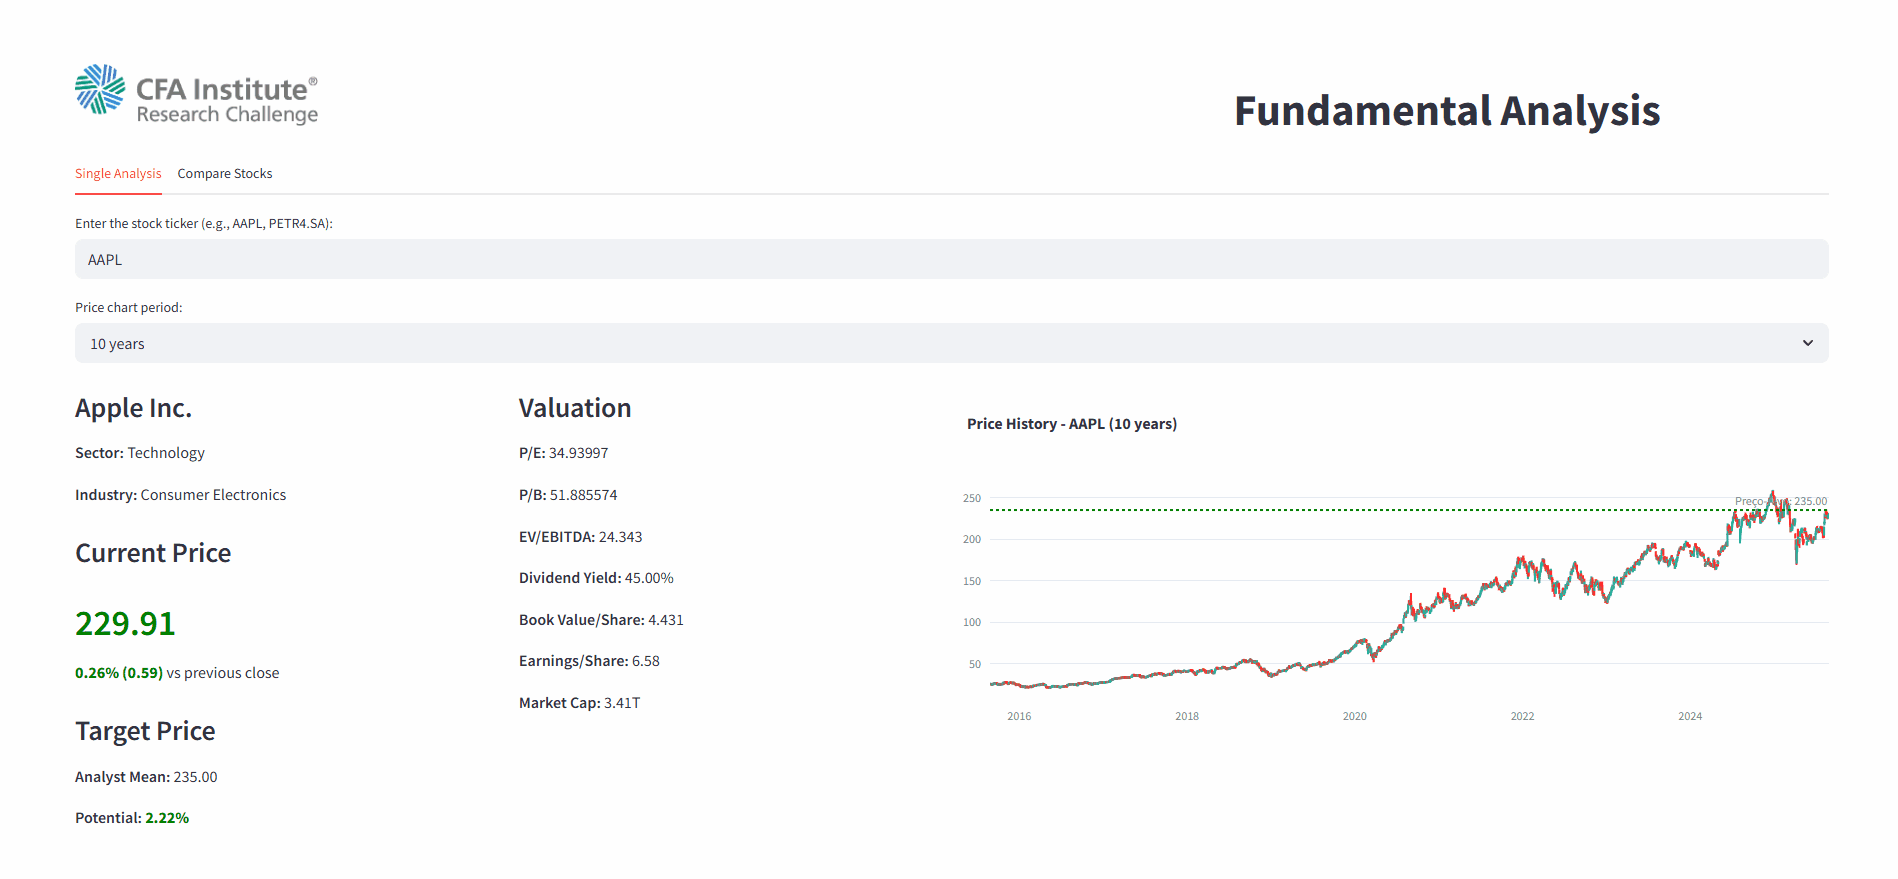 CFA Institute®
Research Challenge
Fundamental Analysis
Single Analysis
Compare Stocks
Enter the stock ticker (e.g., AAPL, PETR4.SA):
AAPL
Price chart period:
10 years
Apple Inc.
Sector: Technology
Industry: Consumer Electronics
Current Price
229.91
0.26% (0.59) vs previous close
Target Price
Analyst Mean: 235.00
Potential: 2.22%
Valuation
P/E: 34.93997
P/B: 51.885574
EV/EBITDA: 24.343
Dividend Yield: 45.00%
Book Value/Share: 4.431
Earnings/Share: 6.58
Market Cap: 3.41T
Price History - AAPL (10 years)
250
235.00
200
150
100
50
2016
2018
2020
2022
2024